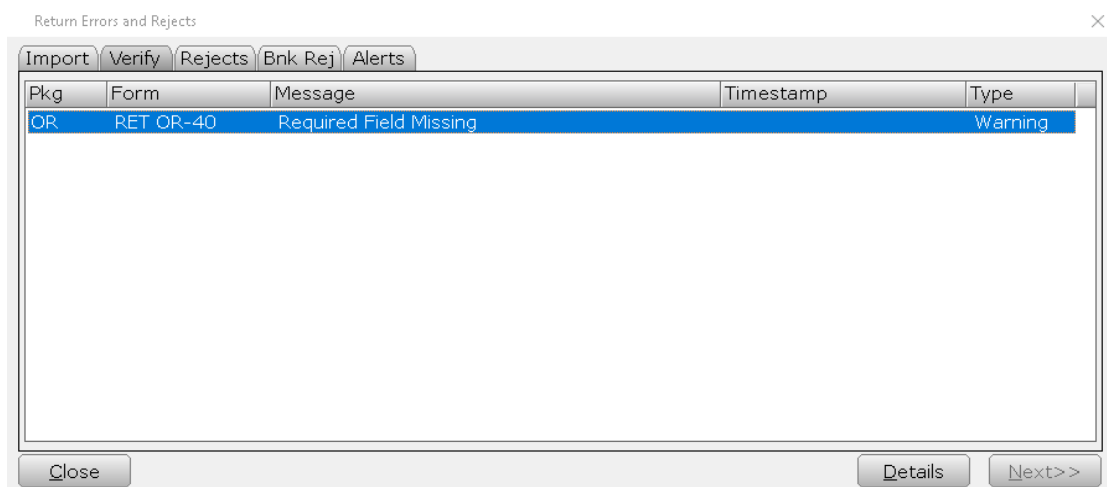 Return Errors and Rejects
Import Verify Rejects Bnk Rej Alerts
Pkg Form Message Timestamp Type
OR RET OR-40 Required Field Missing Warning
Close Details Next>>